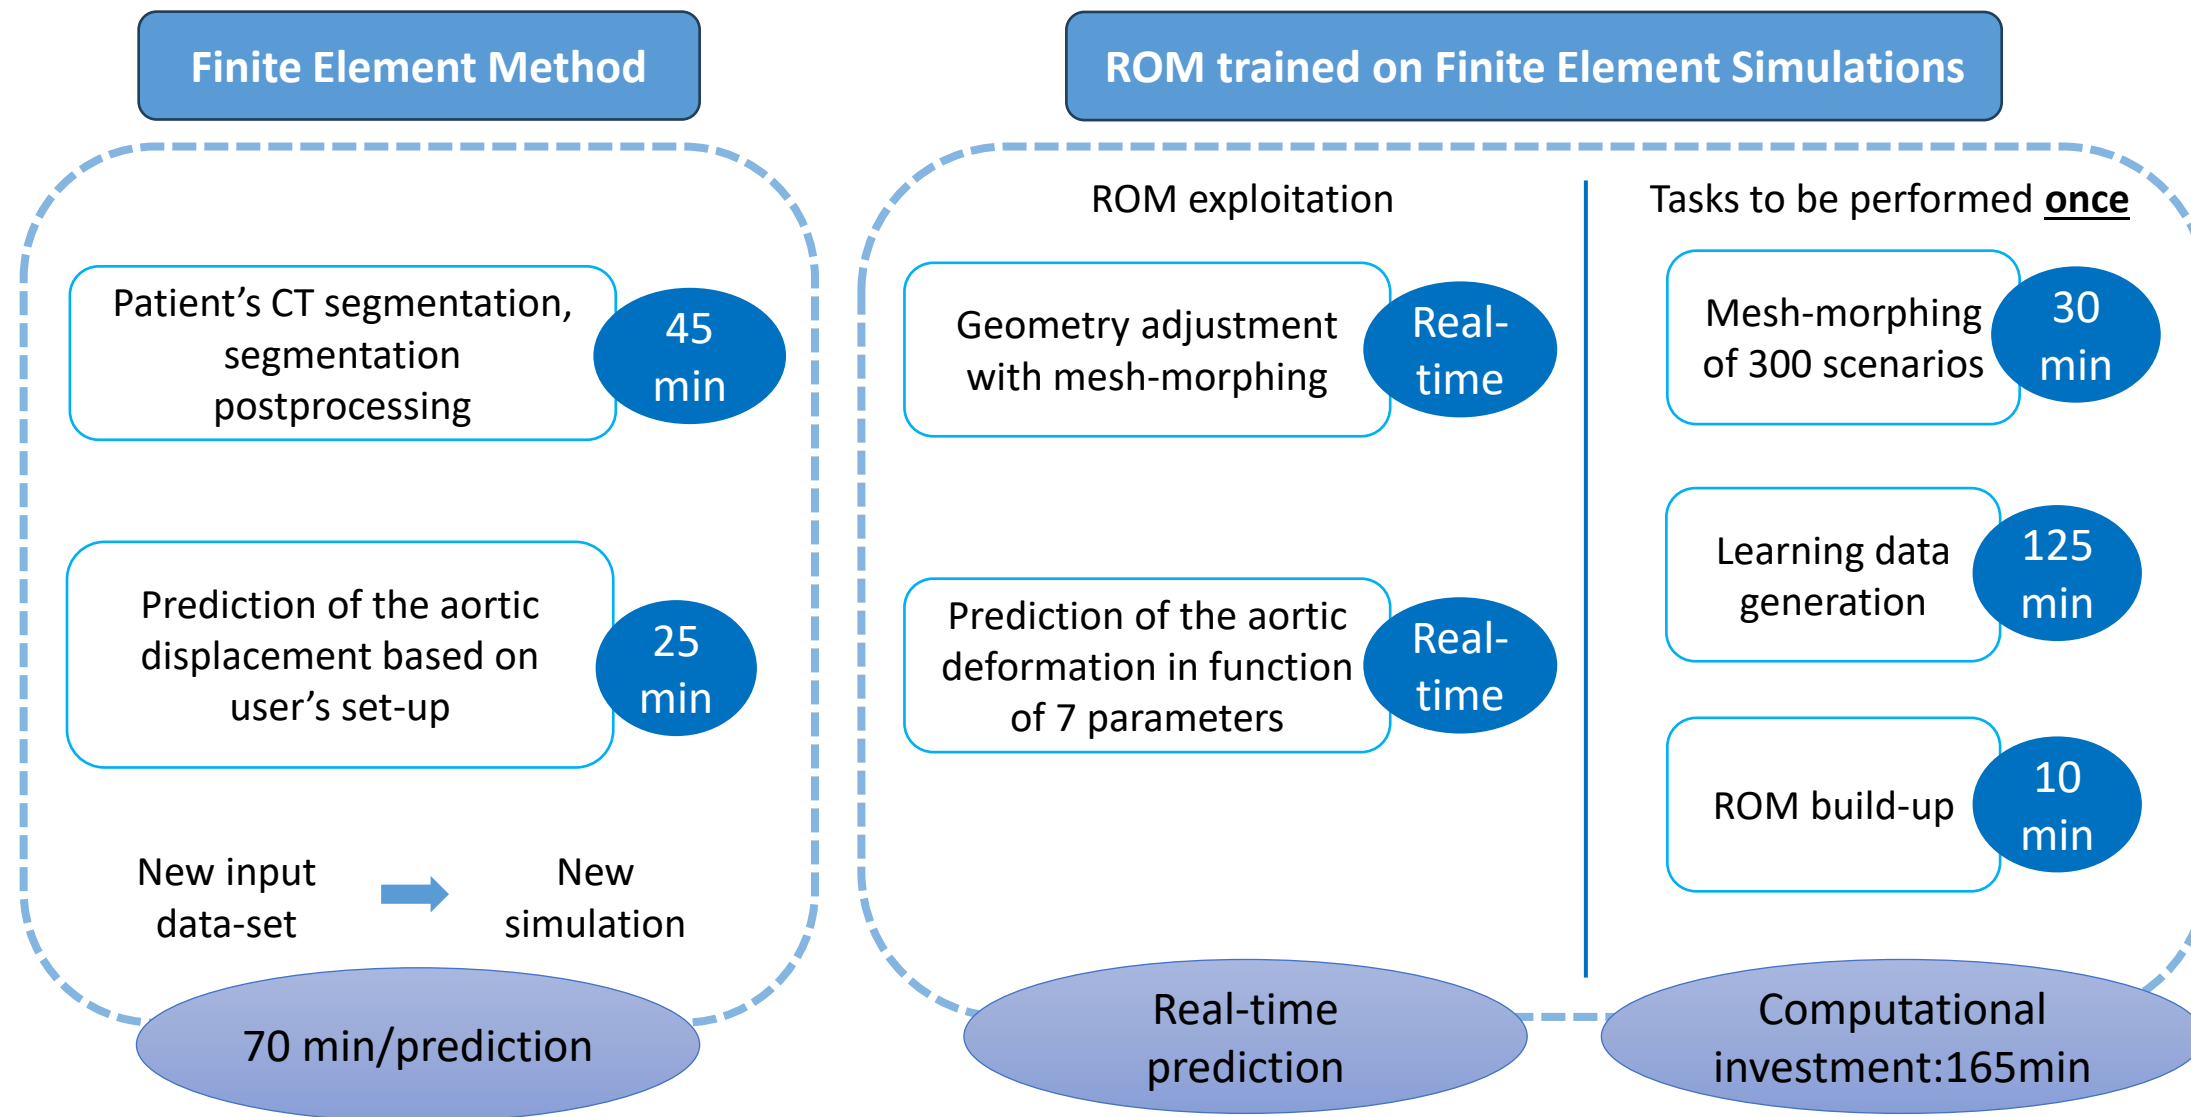 Finite Element Method
Patient’s CT segmentation,
segmentation
postprocessing
45
min
Prediction of the aortic
displacement based on
user’s set-up
25
min
New input
data-set
New
simulation
70 min/prediction
ROM trained on Finite Element Simulations
ROM exploitation
Geometry adjustment
with mesh-morphing
Real-
time
Prediction of the aortic
deformation in function
of 7 parameters
Real-
time
Real-time
prediction
Tasks to be performed once
Mesh-morphing
of 300 scenarios
30
min
Learning data
generation
125
min
ROM build-up
10
min
Computational
investment:165min